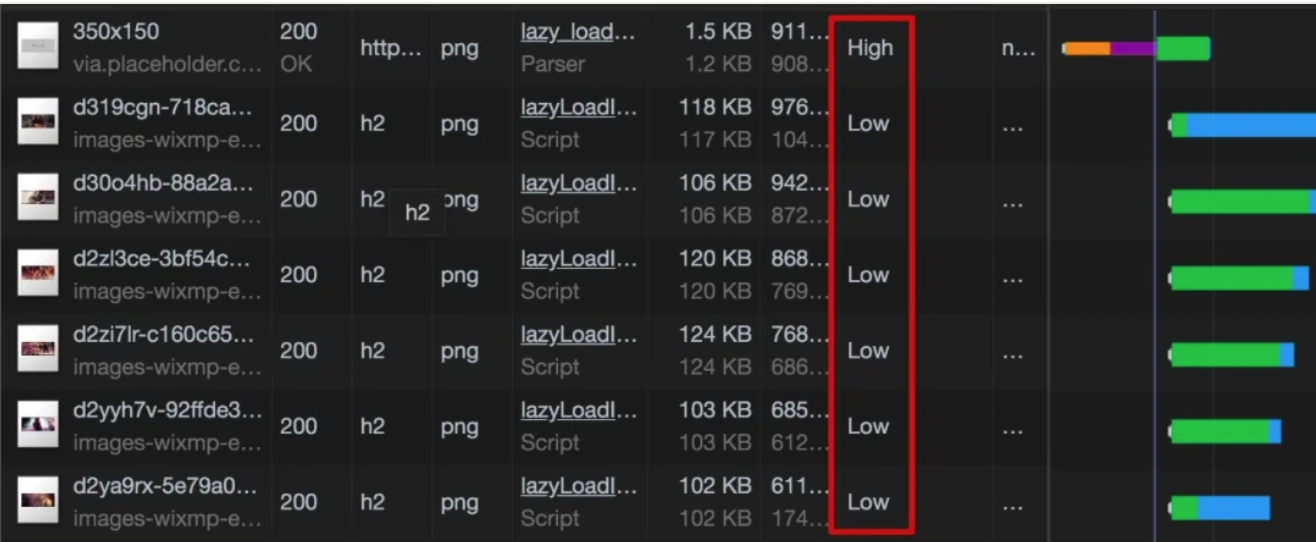 350x150 200 http... png lazy_load... 1.5 KB 911... High n...
via.placeholder.c... OK Parser 1.2 KB 908...
d319cgn-718ca... 200 h2 png lazyLoadI... 118 KB 976... Low ...
images-wixmp-e... Script 117 KB 104...
d30o4hb-88a2a... 200 h2 png lazyLoadI... 106 KB 942... Low ...
images-wixmp-e... h2 Script 106 KB 872...
d2zl3ce-3bf54c... 200 h2 png lazyLoadI... 120 KB 868... Low ...
images-wixmp-e... Script 120 KB 769...
d2zi7lr-c160c65... 200 h2 png lazyLoadI... 124 KB 768... Low ...
images-wixmp-e... Script 124 KB 686...
d2yyh7v-92ffde3... 200 h2 png lazyLoadI... 103 KB 685... Low ...
images-wixmp-e... Script 103 KB 612...
d2ya9rx-5e79a0... 200 h2 png lazyLoadI... 102 KB 611... Low ...
images-wixmp-e... Script 102 KB 174...